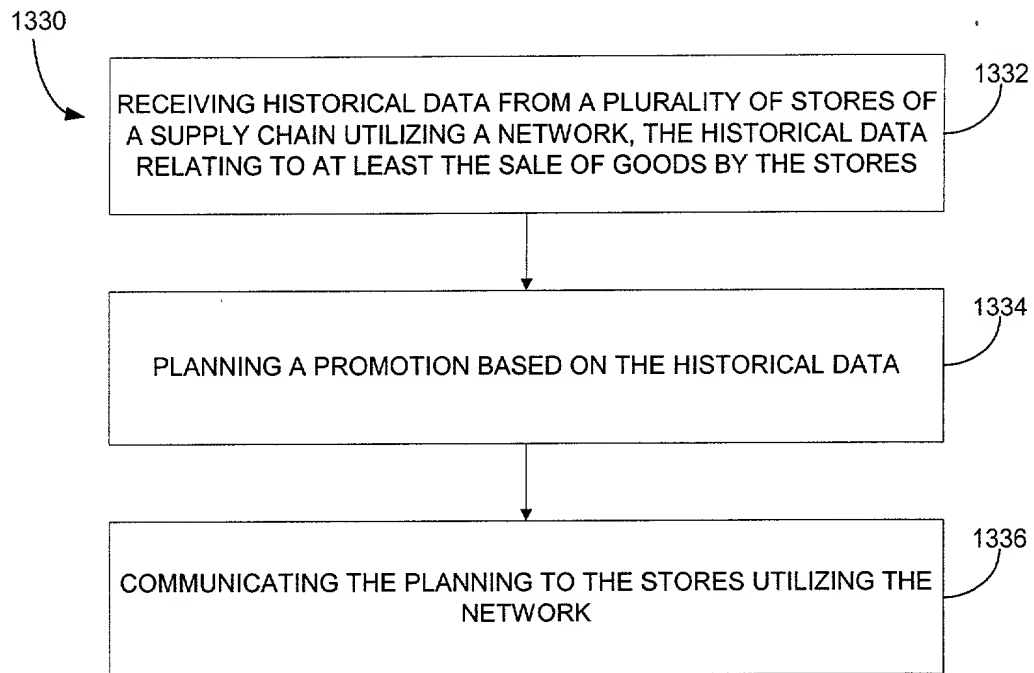 1330
1332
RECEIVING HISTORICAL DATA FROM A PLURALITY OF STORES OF
A SUPPLY CHAIN UTILIZING A NETWORK, THE HISTORICAL DATA
RELATING TO AT LEAST THE SALE OF GOODS BY THE STORES
1334
PLANNING A PROMOTION BASED ON THE HISTORICAL DATA
1336
COMMUNICATING THE PLANNING TO THE STORES UTILIZING THE
NETWORK